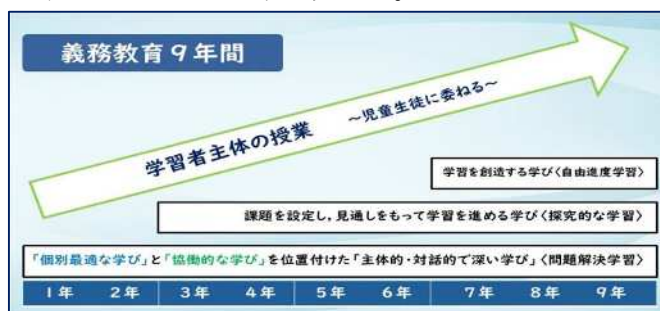 義務教育9年間
学習者主体の授業 ~児童生徒に委ねる~
学習を創造する学び〈自由進度学習〉
課題を設定し,見通しをもって学習を進める学び〈探究的な学習〉
「個別最適な学び」と「協働的な学び」を位置付けた「主体的・対話的で深い学び」〈問題解決学習〉
1年 2年 3年 4年 5年 6年 7年 8年 9年